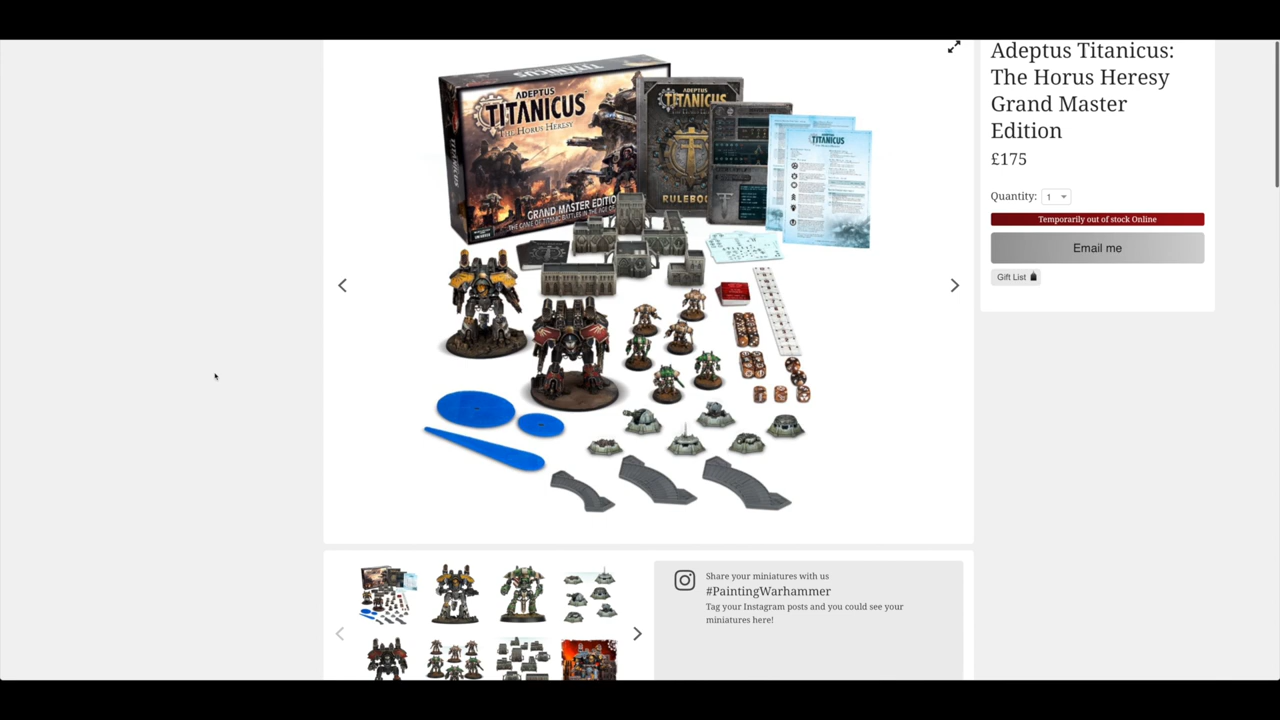 Adeptus Titanicus:
The Horus Heresy
Grand Master
Edition
£175
Quantity: 1
Temporarily out of stock Online
Email me
Gift List
ADEPTUS
TITANICUS
THE HORUS HERESY
GRAND MASTER EDITION
TITANICUS
TITANICUS
RULEBO
TITANICUS
Share your miniatures with us
#PaintingWarhammer
Tag your Instagram posts and you could see your
miniatures here!